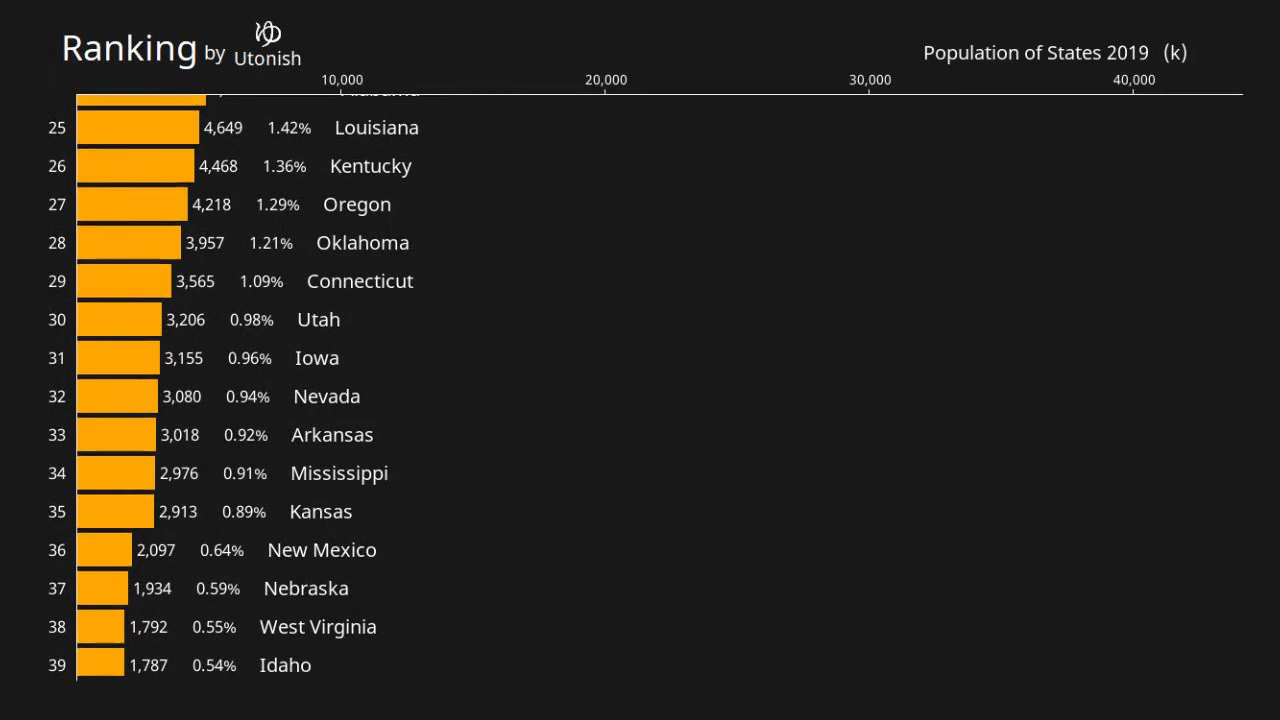 Ranking by Utonish
Population of States 2019 (k)
10,000 20,000 30,000 40,000
25 4,649 1.42% Louisiana
26 4,468 1.36% Kentucky
27 4,218 1.29% Oregon
28 3,957 1.21% Oklahoma
29 3,565 1.09% Connecticut
30 3,206 0.98% Utah
31 3,155 0.96% Iowa
32 3,080 0.94% Nevada
33 3,018 0.92% Arkansas
34 2,976 0.91% Mississippi
35 2,913 0.89% Kansas
36 2,097 0.64% New Mexico
37 1,934 0.59% Nebraska
38 1,792 0.55% West Virginia
39 1,787 0.54% Idaho